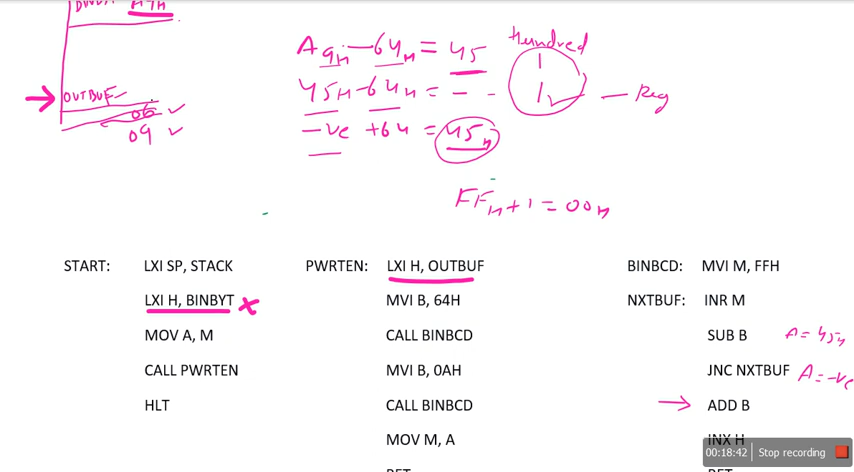 A7H
A9H - 64H = 45
Hundred
1
45H - 64H = - -
1 — Reg
OUTBUF -
06
-ve + 64 = 45H
09
FFH + 1 = 00H
START: LXI SP, STACK PWRTEN: LXI H, OUTBUF BINBCD: MVI M, FFH
LXI H, BINBYT MVI B, 64H NXTBUF: INR M
MOV A, M CALL BINBCD SUB B A = 45H
CALL PWRTEN MVI B, 0AH JNC NXTBUF A = -ve
HLT CALL BINBCD ADD B
MOV M, A INX H
RET RET
00:18:42 Stop recording